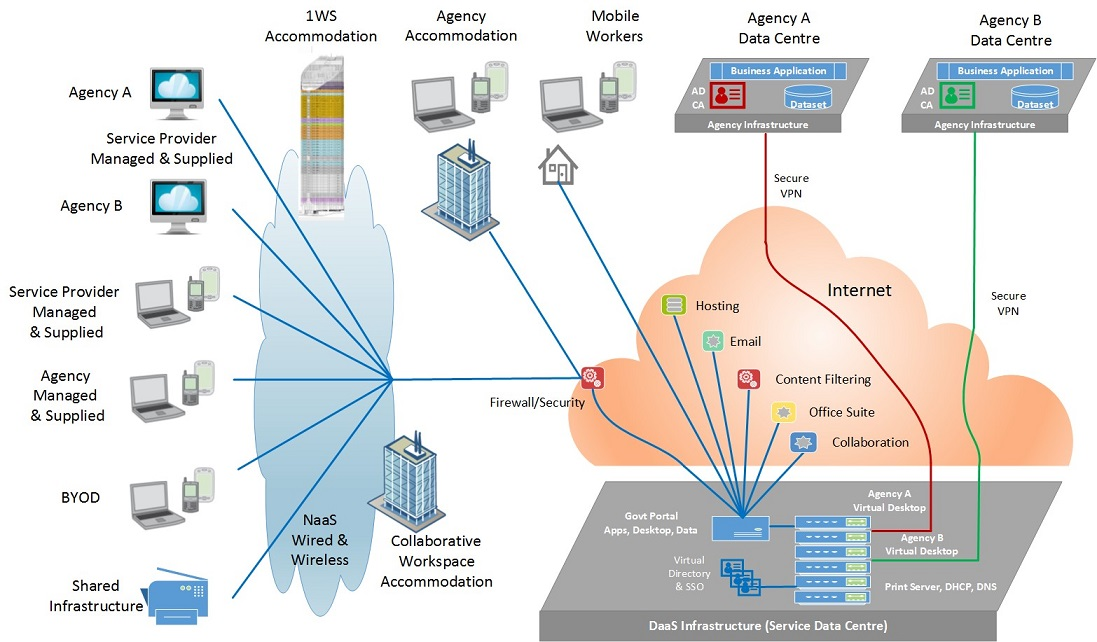 1WS
Accommodation
Agency
Accommodation
Mobile
Workers
Agency A
Data Centre
Agency B
Data Centre
Business Application
AD
CA
Dataset
Agency Infrastructure
Business Application
AD
CA
Dataset
Agency Infrastructure
Agency A
Service Provider
Managed & Supplied
Agency B
Service Provider
Managed
& Supplied
Agency
Managed
& Supplied
BYOD
Shared
Infrastructure
NaaS
Wired &
Wireless
Collaborative
Workspace
Accommodation
Firewall/Security
Secure
VPN
Secure
VPN
Internet
Hosting
Email
Content Filtering
Office Suite
Collaboration
Govt Portal
Apps, Desktop, Data
Agency A
Virtual Desktop
Agency B
Virtual Desktop
Virtual
Directory
& SSO
Print Server, DHCP, DNS
DaaS Infrastructure (Service Data Centre)